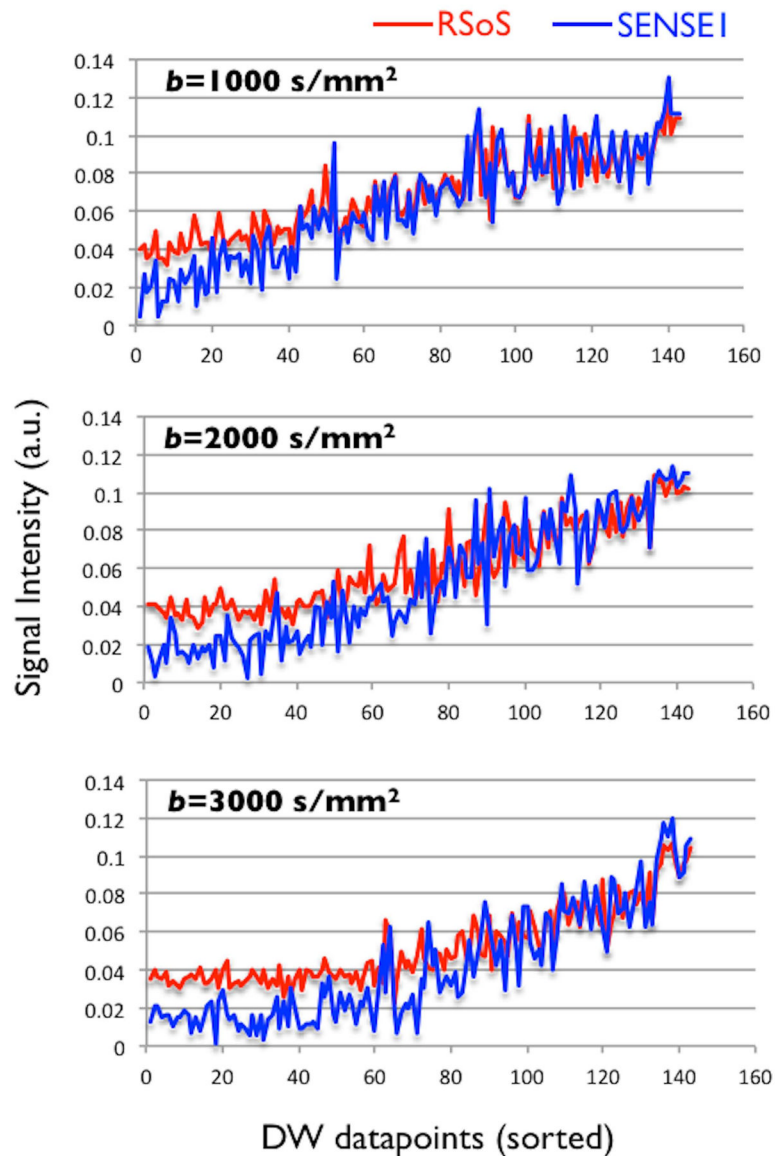 RSoS SENSE1
b=1000 s/mm²
0.14
0.12
0.1
0.08
0.06
0.04
0.02
0
0 20 40 60 80 100 120 140 160
Signal Intensity (a.u.)
b=2000 s/mm²
0.14
0.12
0.1
0.08
0.06
0.04
0.02
0
0 20 40 60 80 100 120 140 160
b=3000 s/mm²
0.14
0.12
0.1
0.08
0.06
0.04
0.02
0
0 20 40 60 80 100 120 140 160
DW datapoints (sorted)